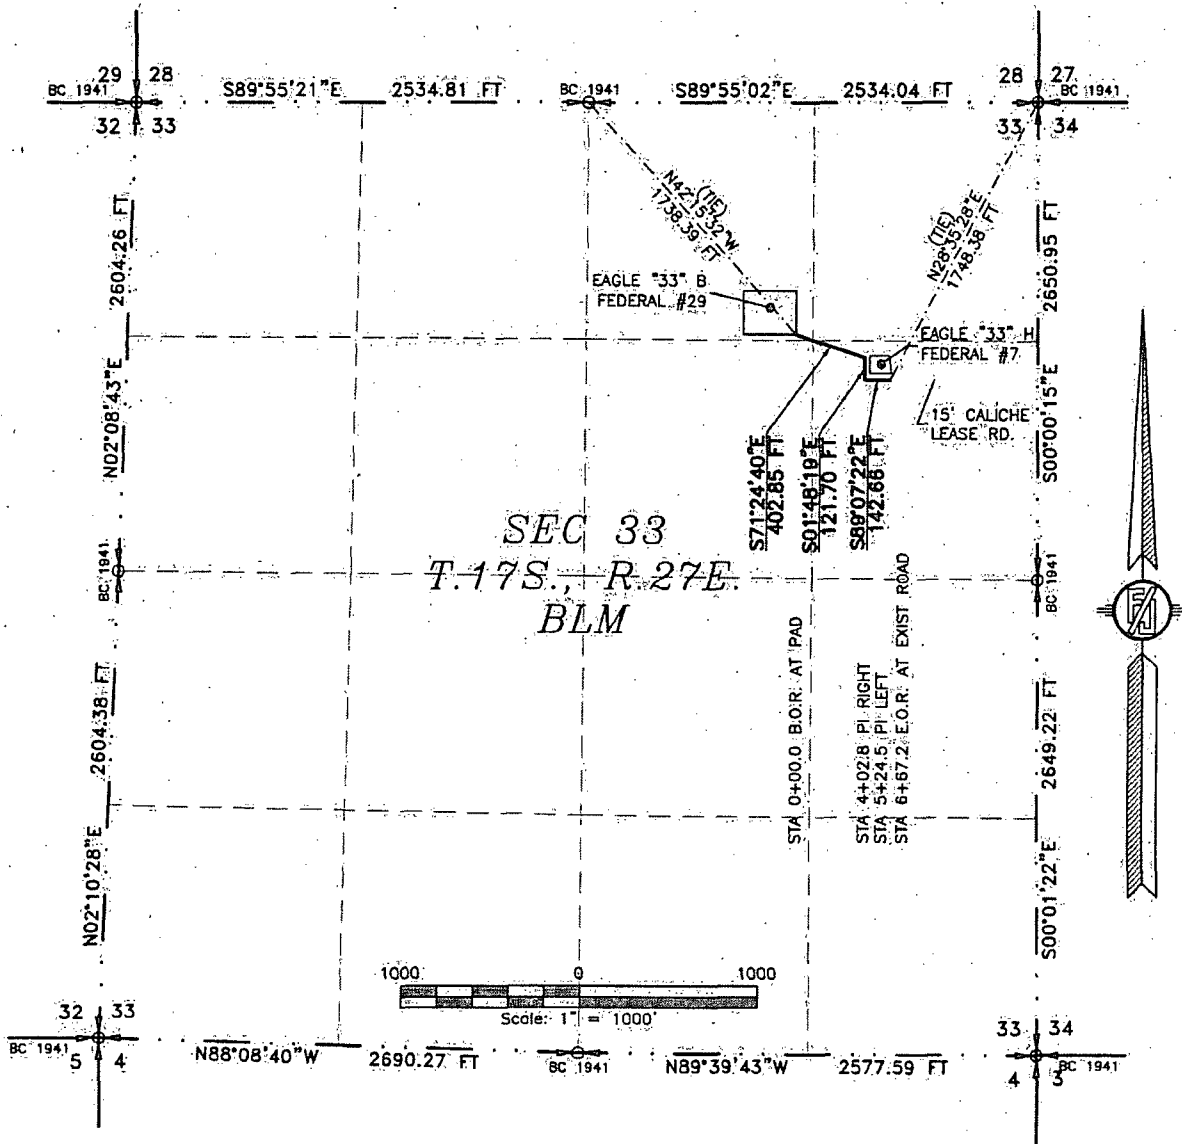 29 28
BC 1941
S89°55'21"E 2534.81 FT
BC 1941
S89°55'02"E 2534.04 FT
28 27
BC 1941
32 33
33 34
(TIE)
N42°15'32"W
1738.39 FT
(TIE)
N28°35'28"E
1748.38 FT
2604.26 FT
N02°08'43"E
2650.95 FT
S00°00'15"E
EAGLE "33" B
FEDERAL #29
EAGLE "33" H
FEDERAL #7
15' CALICHE
LEASE RD.
S71°24'40"E
402.85 FT
S01°48'19"E
121.70 FT
S89°07'22"E
142.66 FT
SEC 33
T.17S., R.27E.
BLM
BC 1941
BC 1941
STA 0+00.0 B.O.R. AT PAD
STA 4+02.8 PI RIGHT
STA 5+24.5 PI LEFT
STA 6+67.2 E.O.R. AT EXIST ROAD
2604.38 FT
N02°10'28"E
2649.22 FT
S00°01'22"E
1000 0 1000
Scale: 1" = 1000'
32 33
BC 1941
5 4
N88°08'40"W 2690.27 FT
BC 1941
N89°39'43"W 2577.59 FT
33 34
4 3
BC 1941